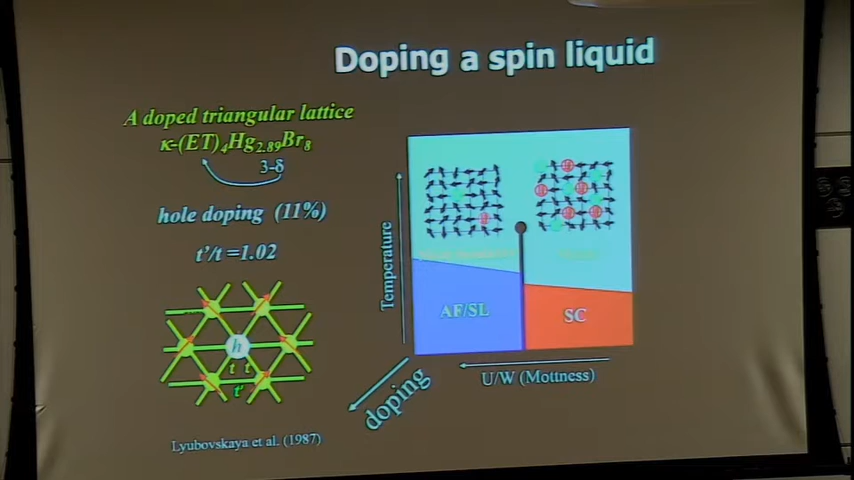 Doping a spin liquid
A doped triangular lattice
κ-(ET)₄Hg₂.₈₉Br₈
3-δ
hole doping (11%)
t'/t =1.02
h
t t
t'
Lyubovskaya et al. (1987)
Temperature
AF/SL
SC
U/W (Mottness)
doping